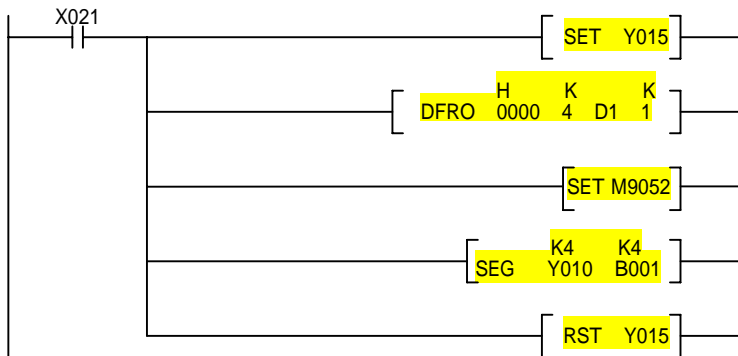 X021
SET Y015
H K K
DFRO 0000 4 D1 1
SET M9052
K4 K4
SEG Y010 B001
RST Y015